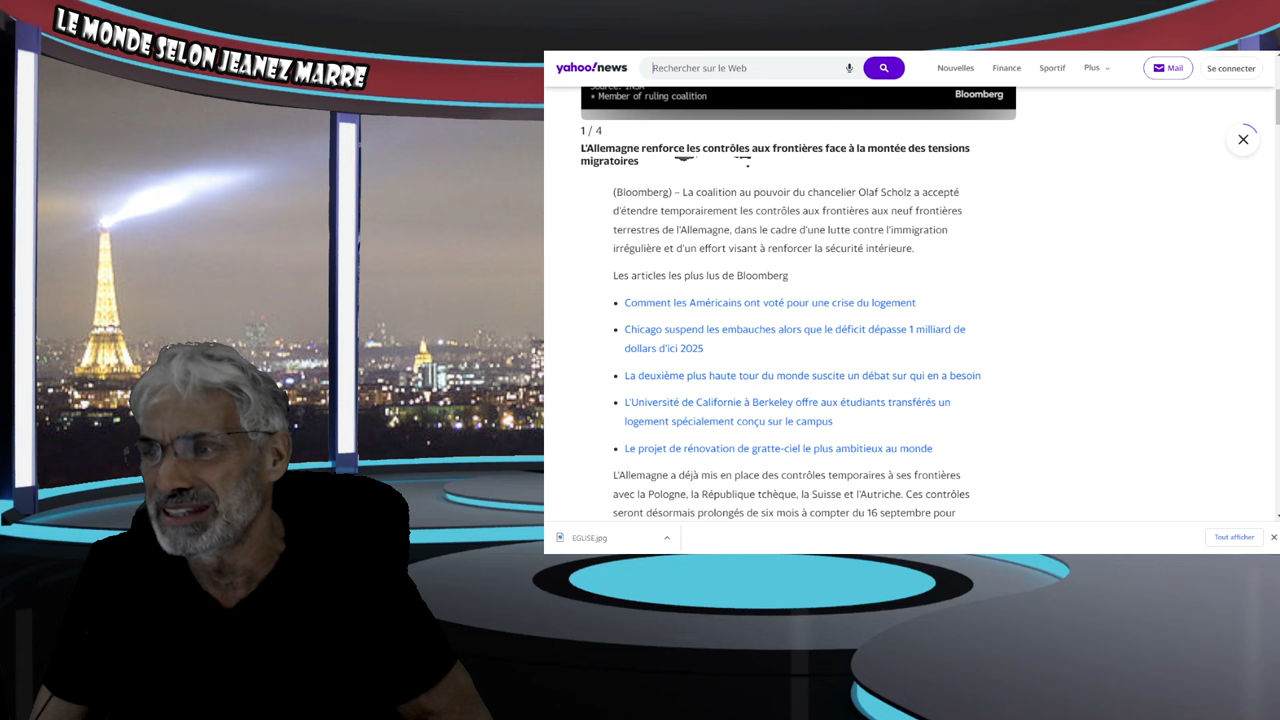 LE MONDE SELON JEANEZ MARRE
yahoo!news
Rechercher sur le Web
Nouvelles
Finance
Sportif
Plus
Mail
Se connecter
Source: INSA
* Member of ruling coalition
Bloomberg
1 / 4
L'Allemagne renforce les contrôles aux frontières face à la montée des tensions
migratoires
(Bloomberg) – La coalition au pouvoir du chancelier Olaf Scholz a accepté
d'étendre temporairement les contrôles aux frontières aux neuf frontières
terrestres de l'Allemagne, dans le cadre d'une lutte contre l'immigration
irrégulière et d'un effort visant à renforcer la sécurité intérieure.
Les articles les plus lus de Bloomberg
• Comment les Américains ont voté pour une crise du logement
• Chicago suspend les embauches alors que le déficit dépasse 1 milliard de
dollars d'ici 2025
• La deuxième plus haute tour du monde suscite un débat sur qui en a besoin
• L'Université de Californie à Berkeley offre aux étudiants transférés un
logement spécialement conçu sur le campus
• Le projet de rénovation de gratte-ciel le plus ambitieux au monde
L'Allemagne a déjà mis en place des contrôles temporaires à ses frontières
avec la Pologne, la République tchèque, la Suisse et l'Autriche. Ces contrôles
seront désormais prolongés de six mois à compter du 16 septembre pour
EGLISE.jpg
Tout afficher